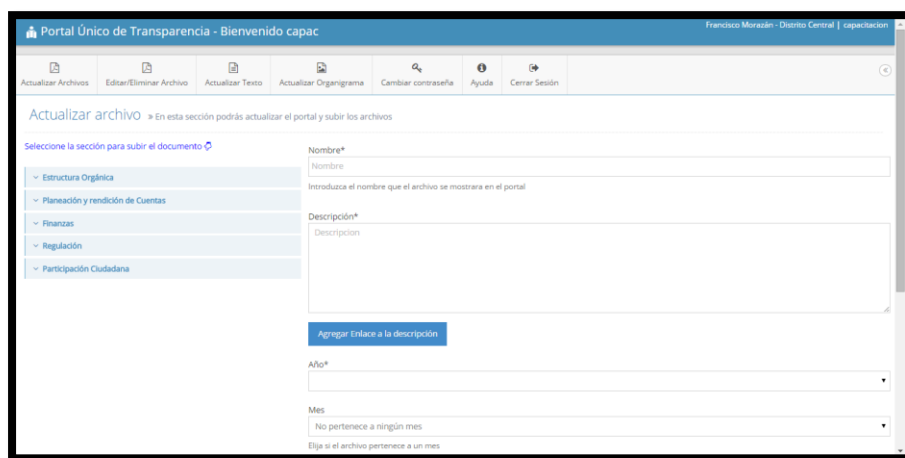 Portal Único de Transparencia - Bienvenido capac
Francisco Morazán - Distrito Central | capacitacion
Actualizar Archivos
Editar/Eliminar Archivo
Actualizar Texto
Actualizar Organigrama
Cambiar contraseña
Ayuda
Cerrar Sesión
Actualizar archivo » En esta sección podrás actualizar el portal y subir los archivos
Seleccione la sección para subir el documento
Estructura Orgánica
Planeación y rendición de Cuentas
Finanzas
Regulación
Participación Ciudadana
Nombre*
Nombre
Introduzca el nombre que el archivo se mostrara en el portal
Descripción*
Descripcion
Agregar Enlace a la descripción
Año*
Mes
No pertenece a ningún mes
Elija si el archivo pertenece a un mes